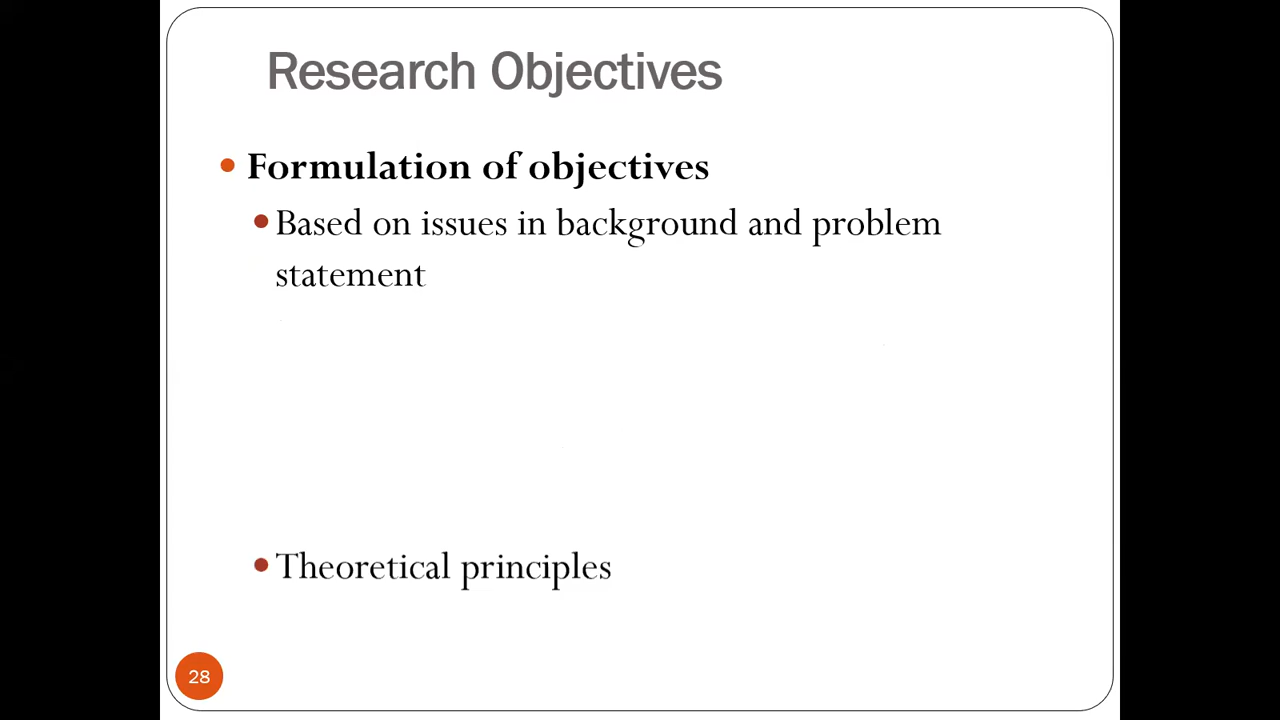 Research Objectives
Formulation of objectives
Based on issues in background and problem
statement
Theoretical principles
28